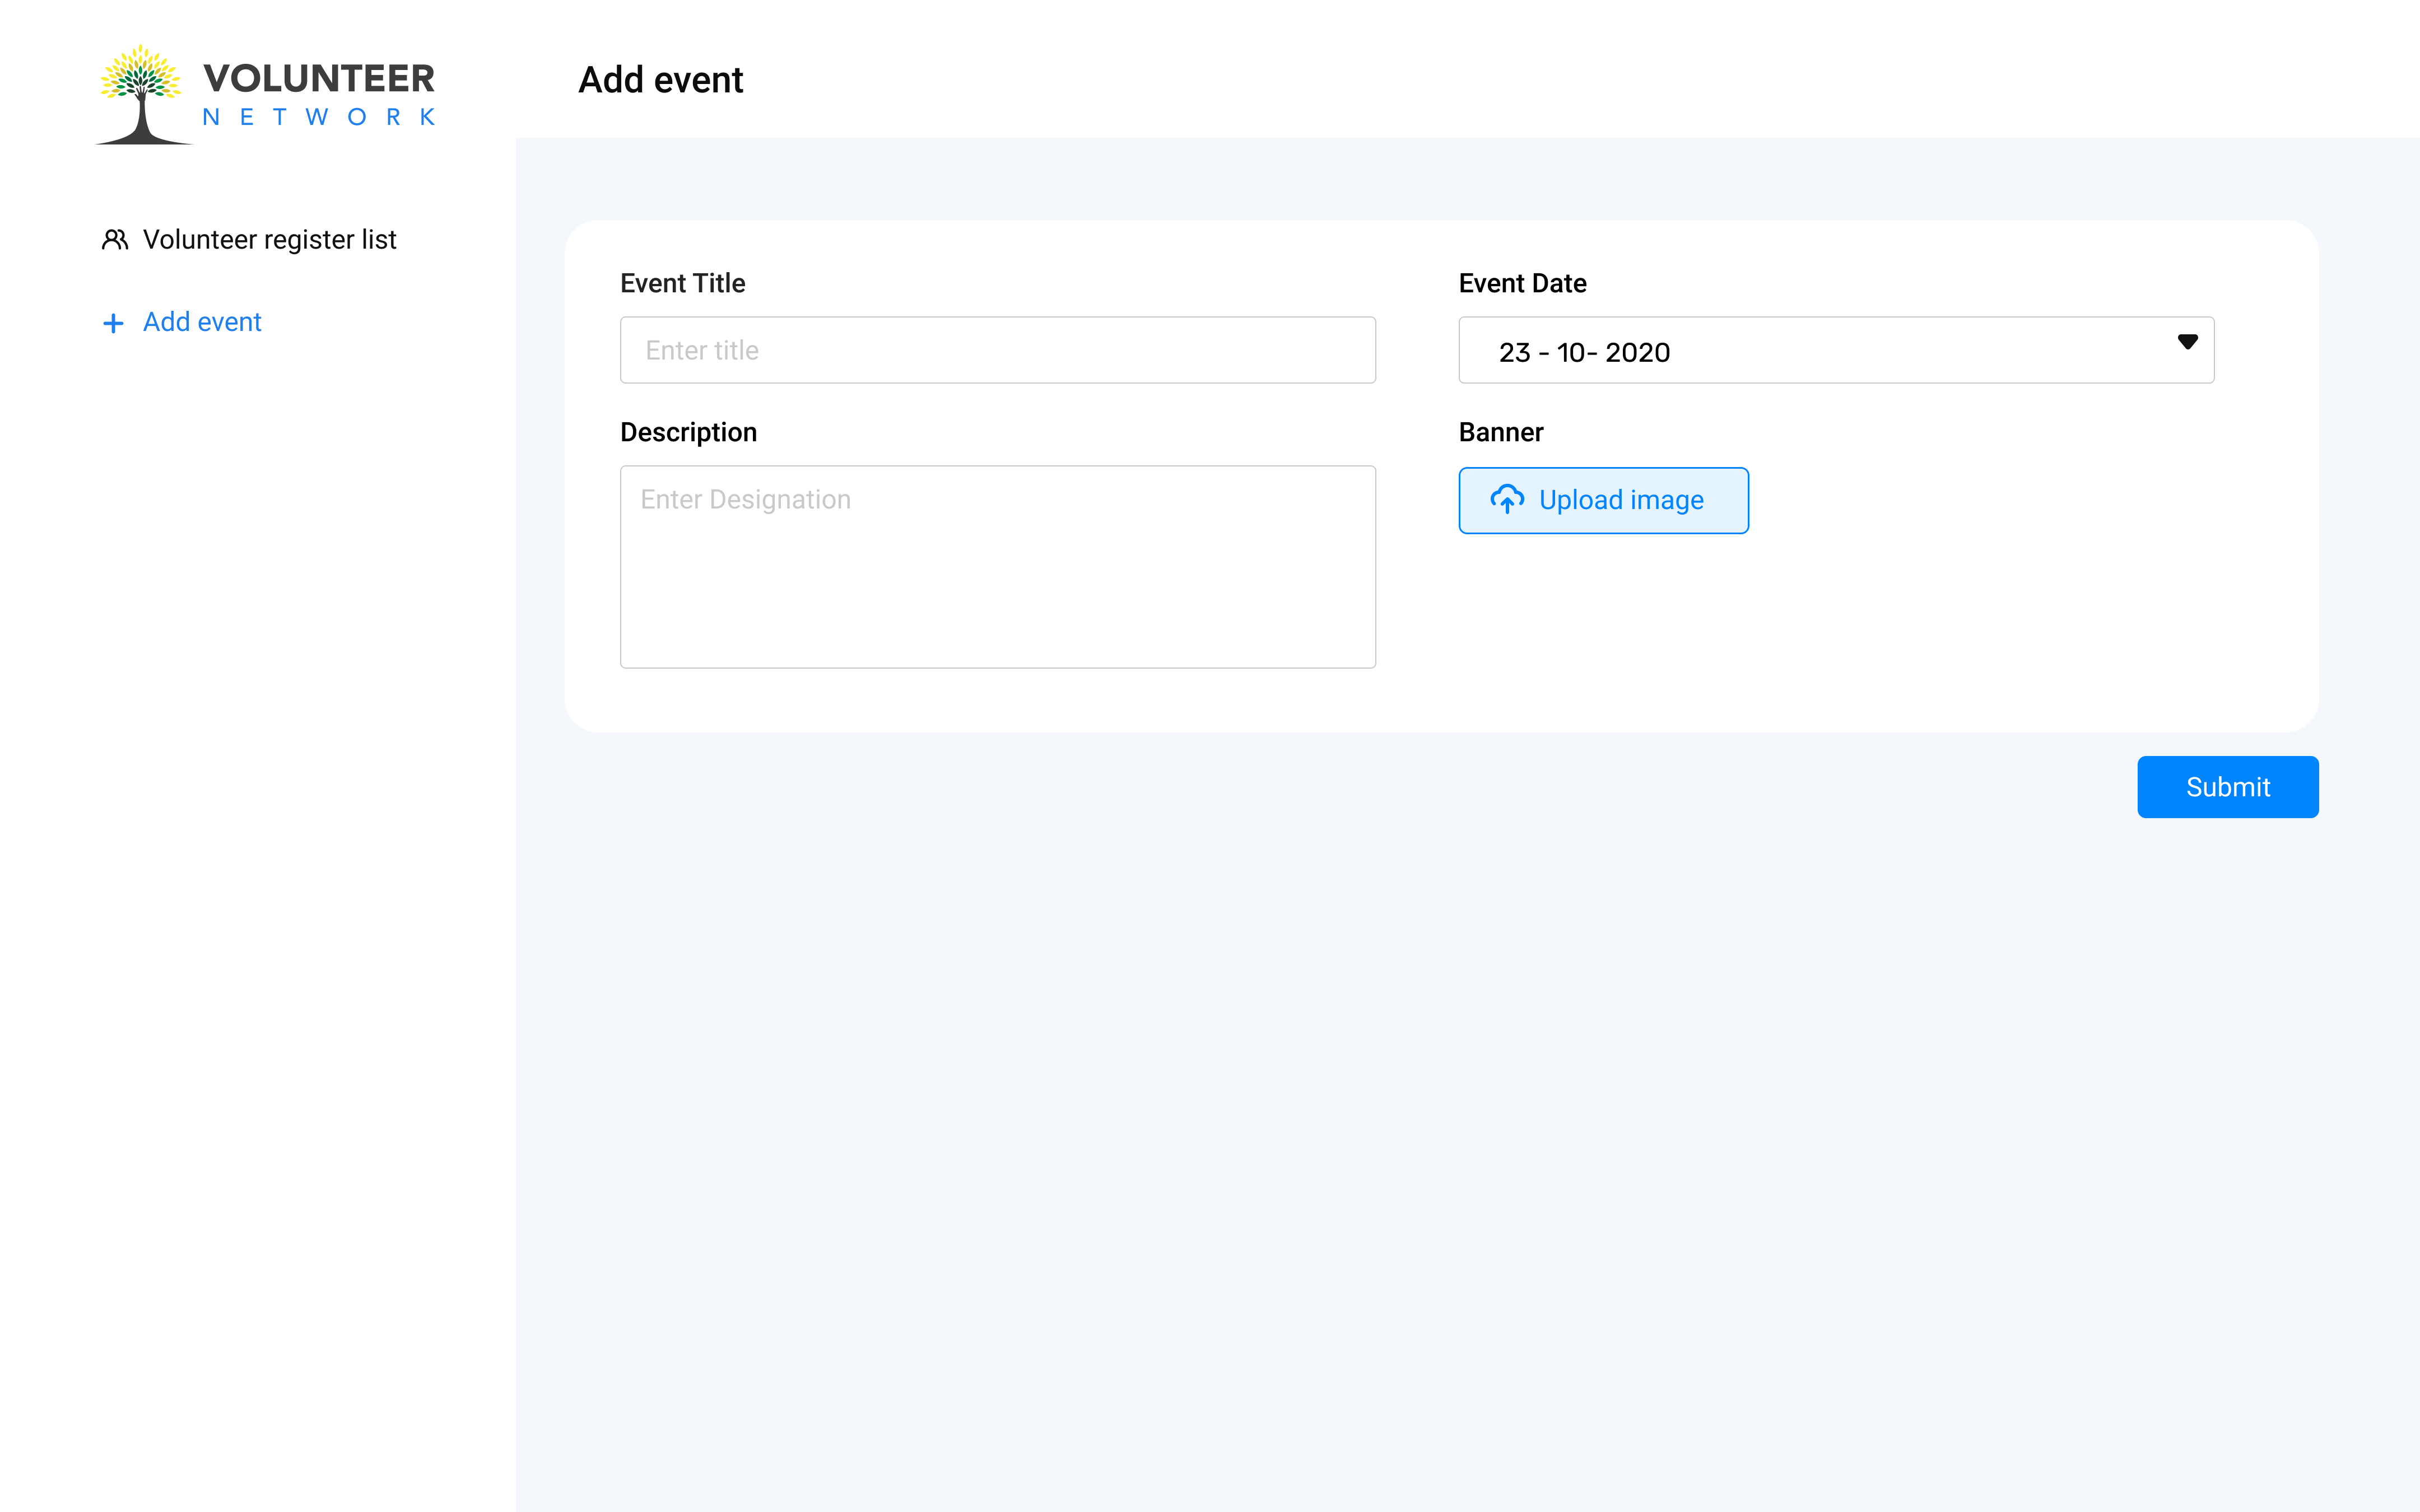 VOLUNTEER
NETWORK
Add event
Volunteer register list
Add event
Event Title
Event Date
Enter title
23 - 10- 2020
Description
Banner
Enter Designation
Upload image
Submit